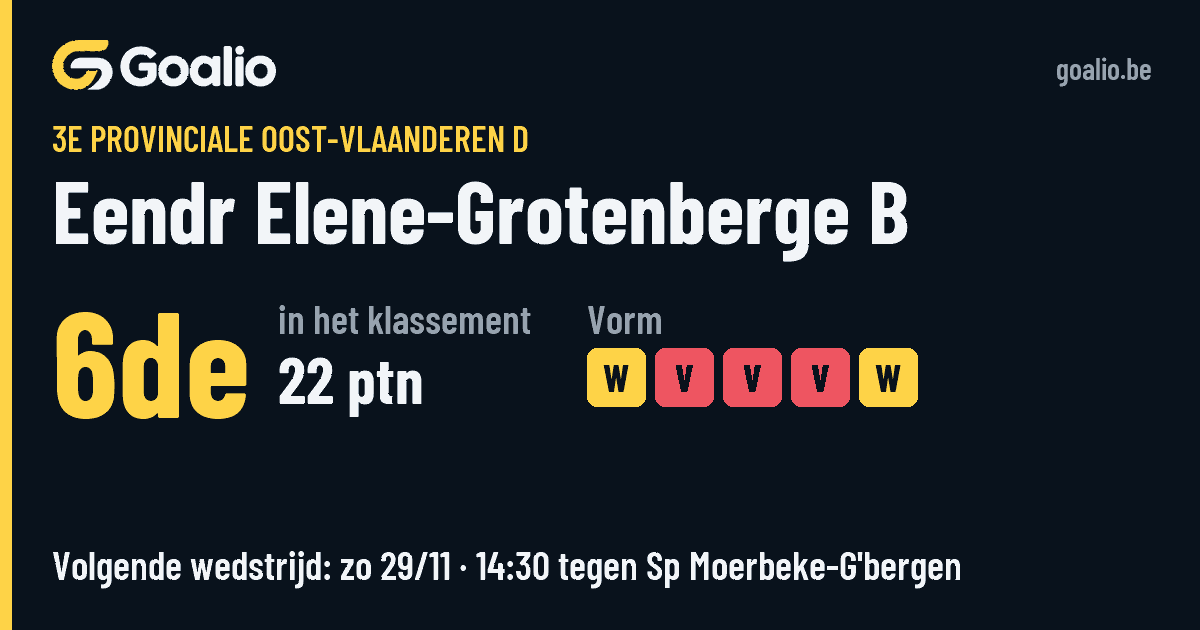 Goalio
goalio.be
3E PROVINCIALE OOST-VLAANDEREN D
Eendr Elene-Grotenberge B
6de
in het klassement
22 ptn
Vorm
W V V V W
Volgende wedstrijd: zo 29/11 · 14:30 tegen Sp Moerbeke-G'bergen